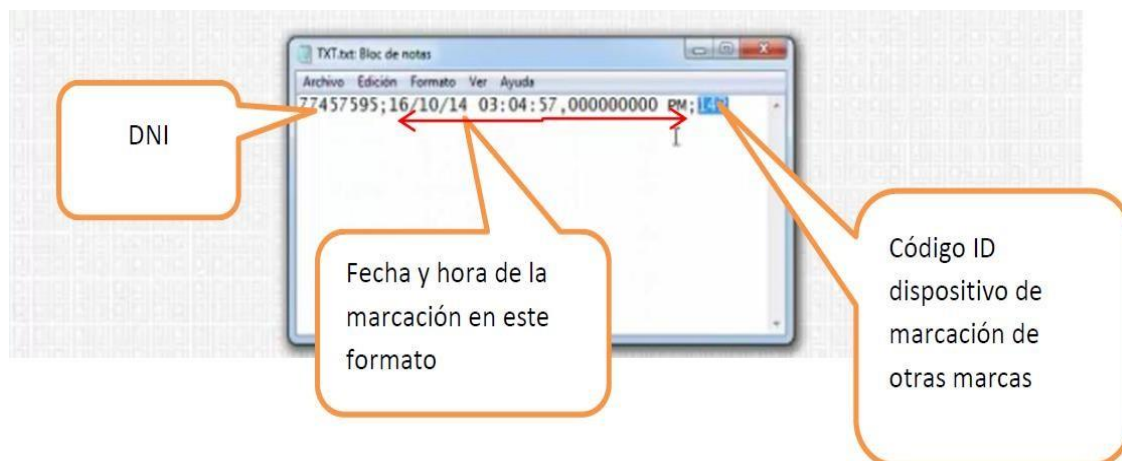 TXT.txt: Bloc de notas
Archivo Edición Formato Ver Ayuda
77457595;16/10/14 03:04:57,000000000 PM;
DNI
Fecha y hora de la
marcación en este
formato
Código ID
dispositivo de
marcación de
otras marcas